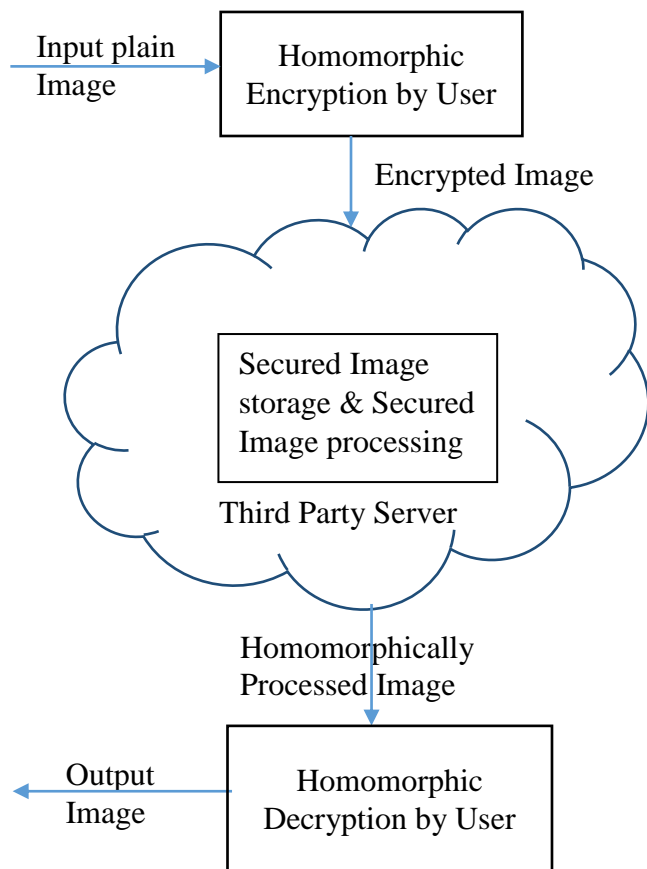 Input plain
Image
Homomorphic
Encryption by User
Encrypted Image
Secured Image
storage & Secured
Image processing
Third Party Server
Homomorphically
Processed Image
Output
Image
Homomorphic
Decryption by User